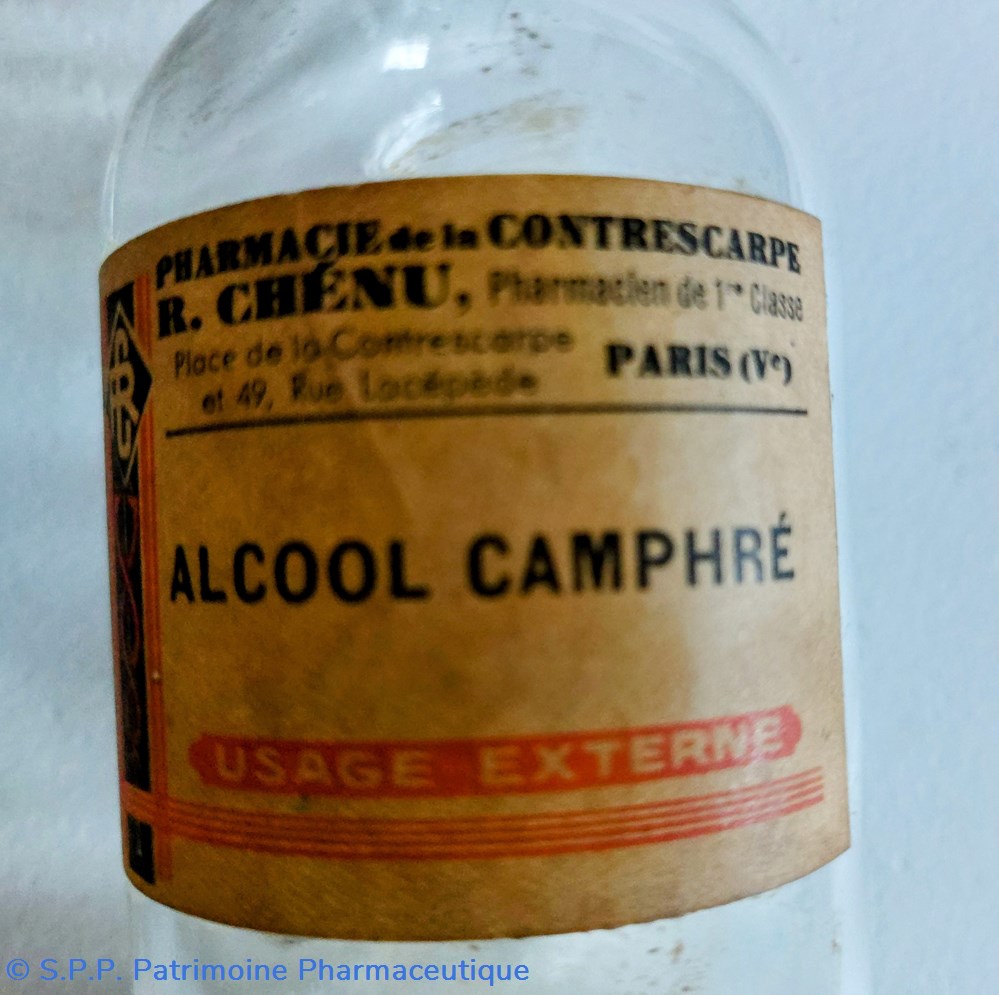 PHARMACIE de la CONTRESCARPE
R. CHÉNU, Pharmacien de 1re Classe
Place de la Contrescarpe
et 49, Rue Lacépède
PARIS (Ve)
ALCOOL CAMPHRÉ
USAGE EXTERNE
© S.P.P. Patrimoine Pharmaceutique